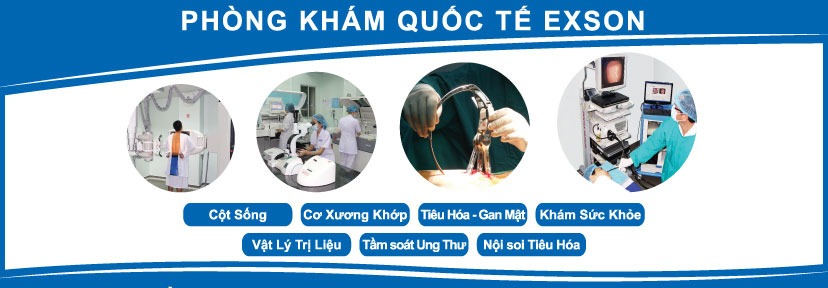 PHÒNG KHÁM QUỐC TẾ EXSON
Cột Sống
Cơ Xương Khớp
Tiêu Hóa - Gan Mật
Khám Sức Khỏe
Vật Lý Trị Liệu
Tầm soát Ung Thư
Nội soi Tiêu Hóa